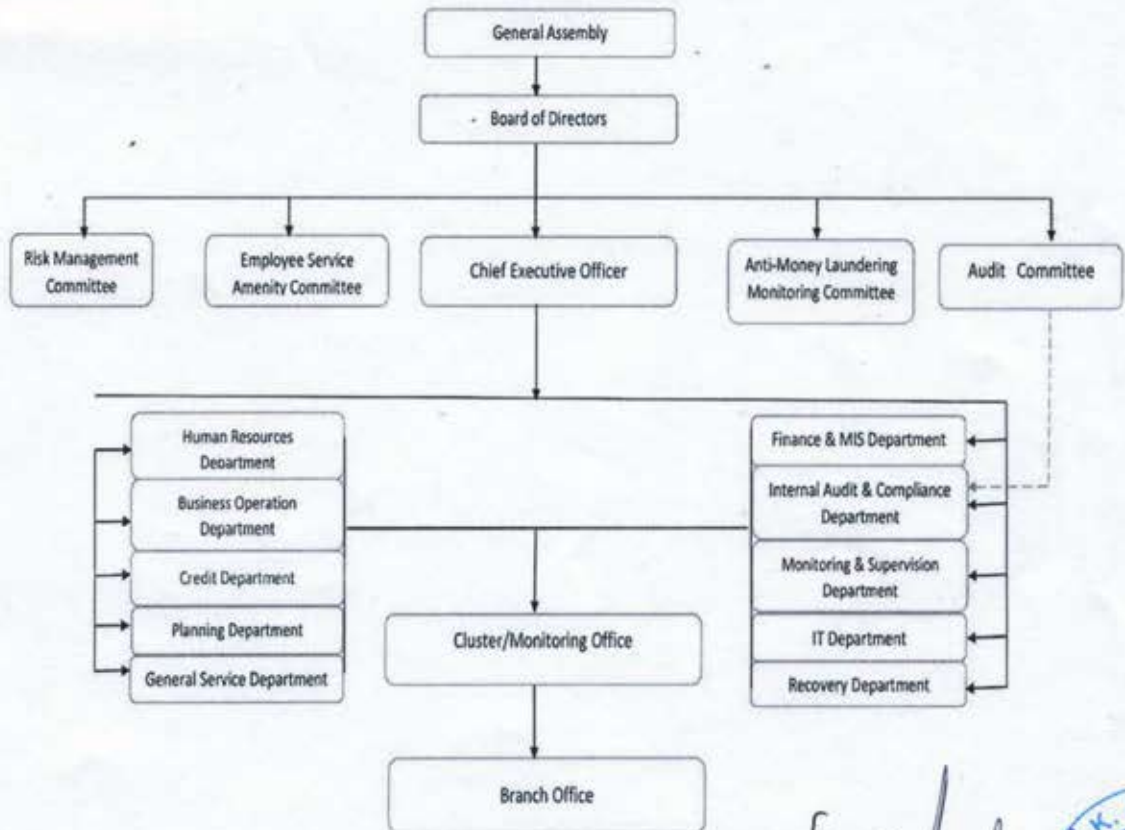 General Assembly
Board of Directors
Risk Management
Committee
Employee Service
Amenity Committee
Chief Executive Officer
Anti-Money Laundering
Monitoring Committee
Audit Committee
Human Resources
Deoartment
Business Operation
Department
Credit Department
Planning Department
General Service Department
Finance & MIS Department
Internal Audit & Compliance
Department
Monitoring & Supervision
Department
IT Department
Recovery Department
Cluster/Monitoring Office
Branch Office
K.